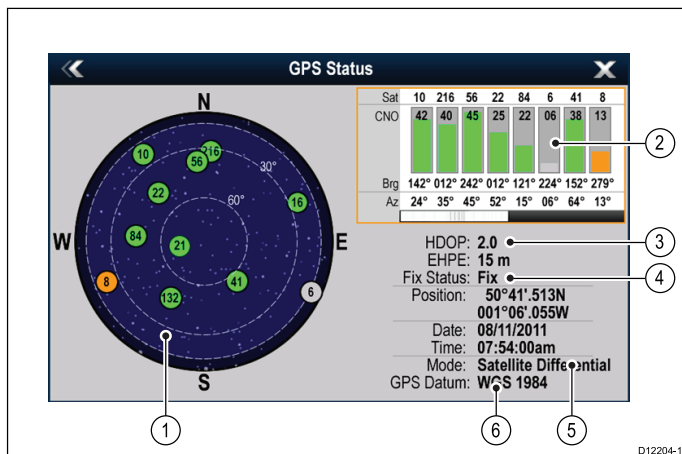 GPS Status
N
W
E
S
30°
60°
10
216
56
22
16
84
21
8
41
6
132
Sat 10 216 56 22 84 6 41 8
CNO 42 40 45 25 22 06 38 13
Brg 142° 012° 242° 012° 121° 224° 152° 279°
Az 24° 35° 45° 52° 15° 06° 64° 13°
HDOP: 2.0
EHPE: 15 m
Fix Status: Fix
Position: 50°41'.513N
001°06'.055W
Date: 08/11/2011
Time: 07:54:00am
Mode: Satellite Differential
GPS Datum: WGS 1984
2
3
4
1
6
5
D12204-1